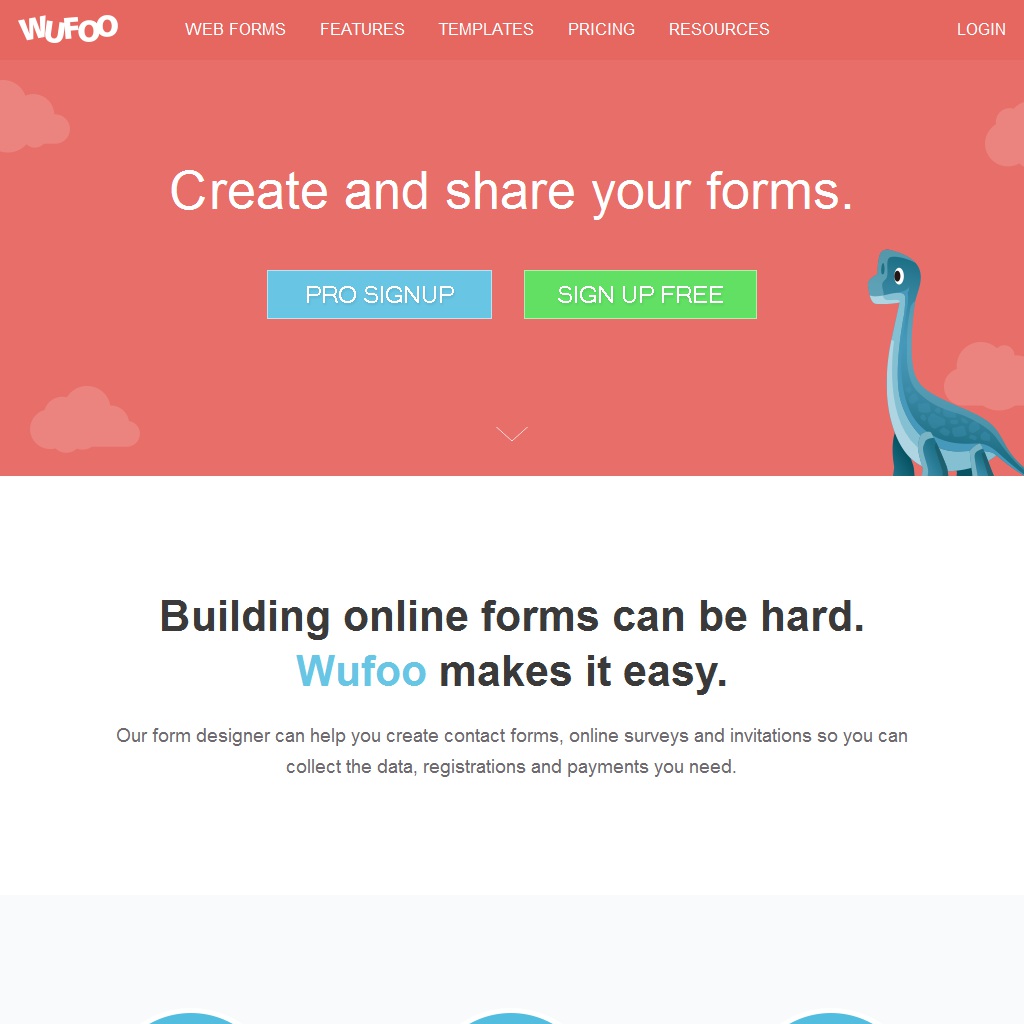 WUFOO
WEB FORMS
FEATURES
TEMPLATES
PRICING
RESOURCES
LOGIN
Create and share your forms.
PRO SIGNUP
SIGN UP FREE
Building online forms can be hard.
Wufoo makes it easy.
Our form designer can help you create contact forms, online surveys and invitations so you can
collect the data, registrations and payments you need.